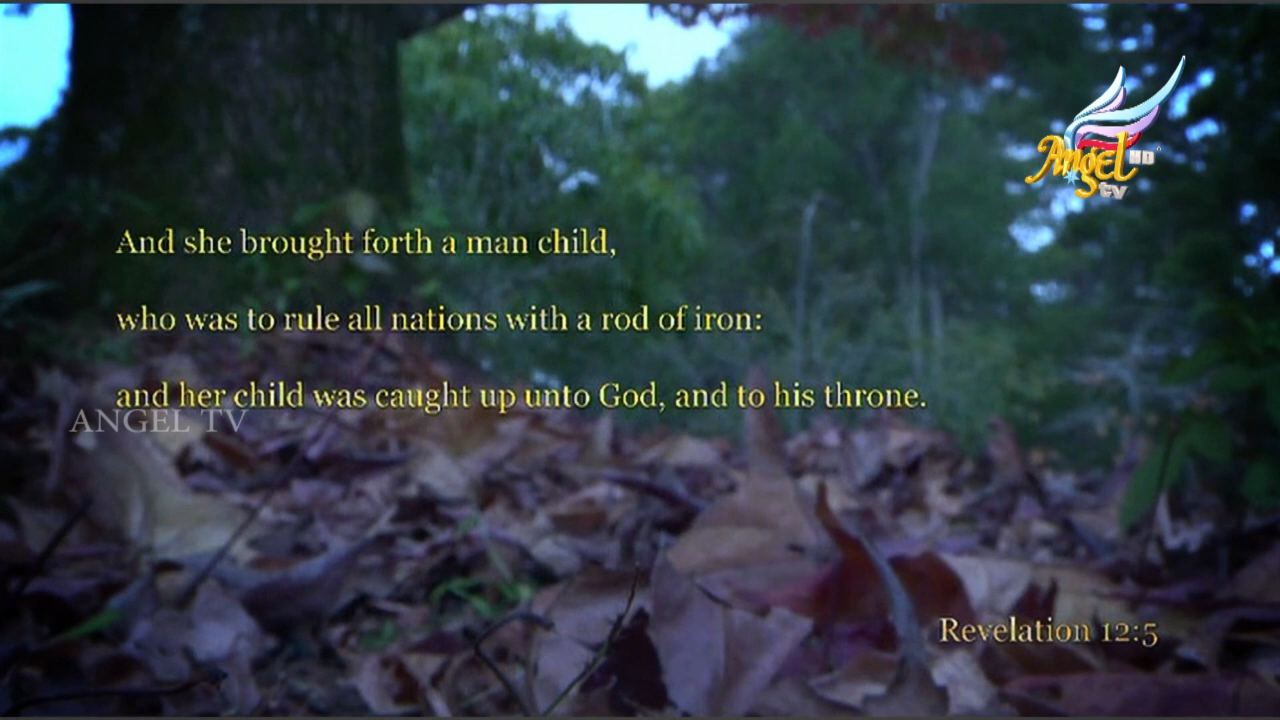 Angel HD
tv
And she brought forth a man child,
who was to rule all nations with a rod of iron:
and her child was caught up unto God, and to his throne.
ANGEL TV
Revelation 12:5